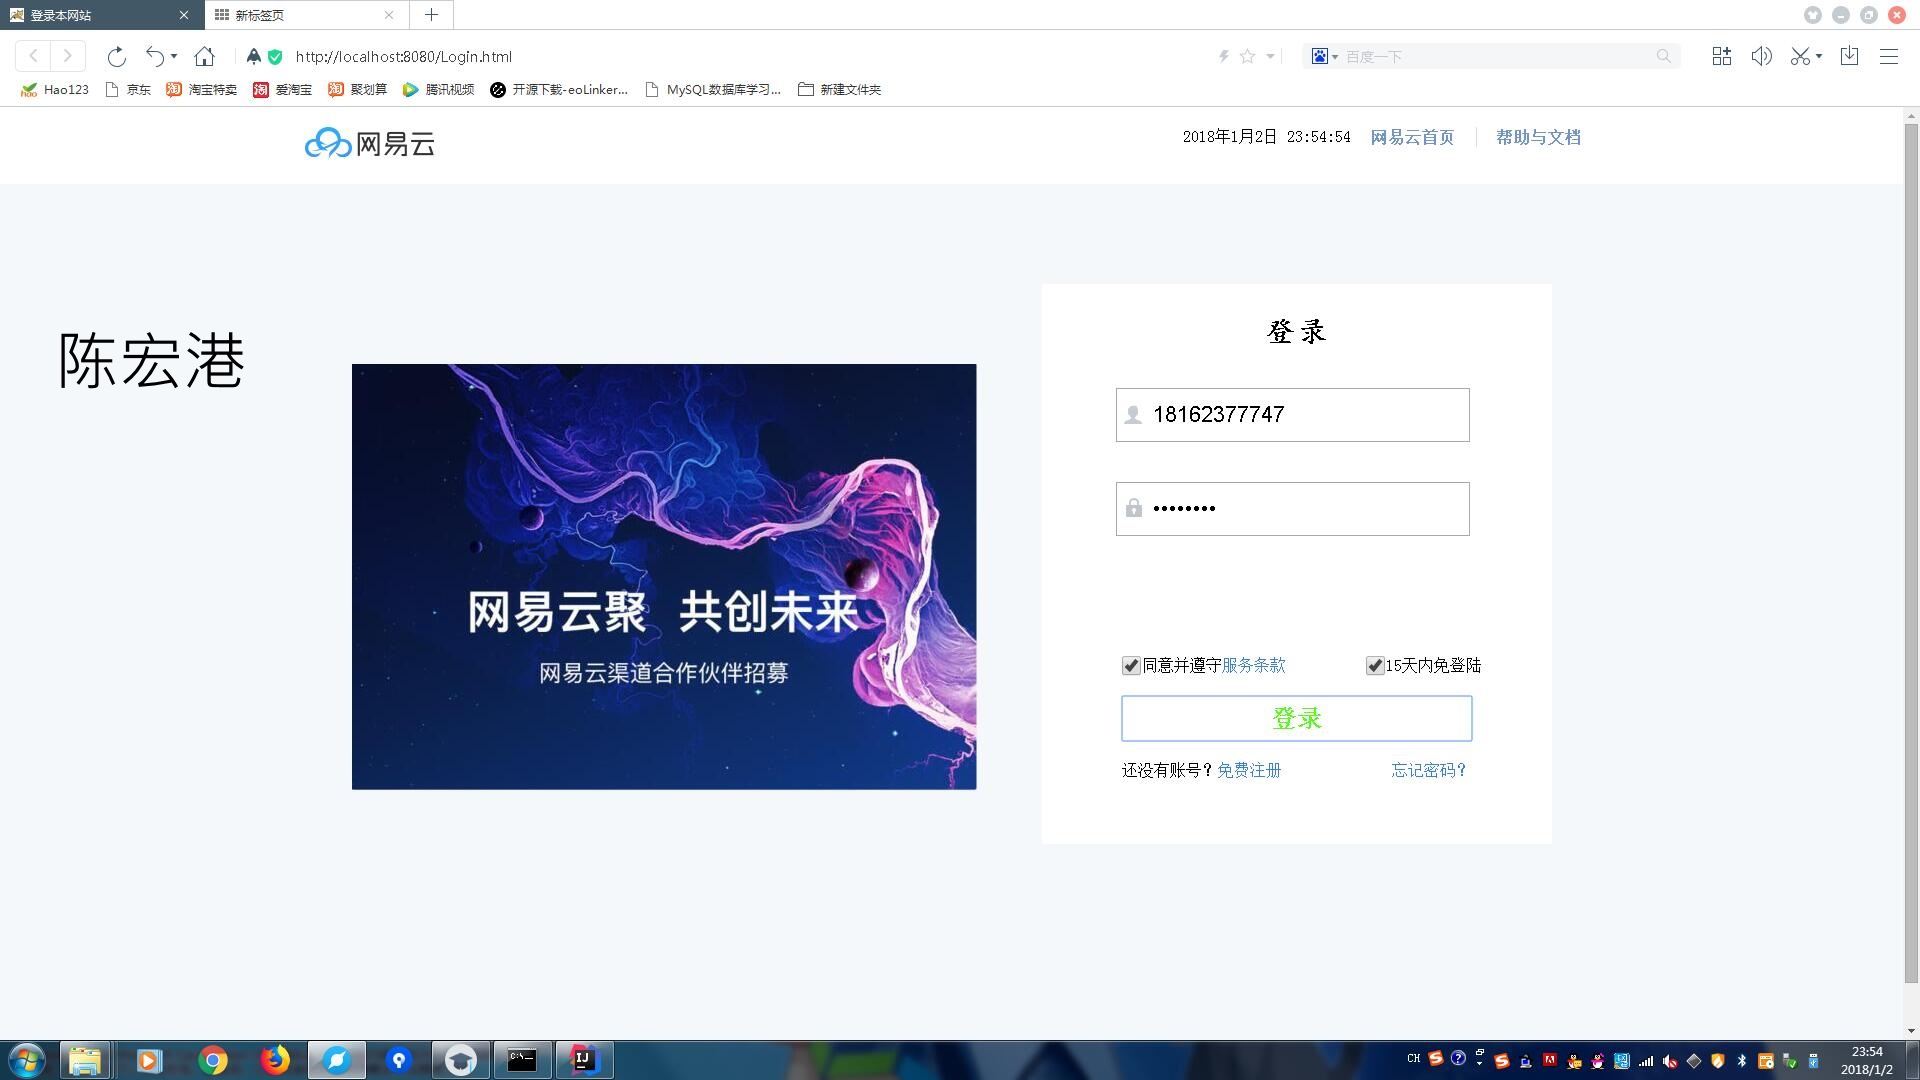 登录本网站
新标签页
http://localhost:8080/Login.html
百度一下
Hao123
京东
淘宝特卖
爱淘宝
聚划算
腾讯视频
开源下载-eoLinker...
MySQL数据库学习...
新建文件夹
网易云
2018年1月2日 23:54:54
网易云首页
帮助与文档
陈宏港
网易云聚 共创未来
网易云渠道合作伙伴招募
登录
18162377747
••••••••
同意并遵守服务条款
15天内免登陆
登录
还没有账号？免费注册
忘记密码？
CH
23:54
2018/1/2